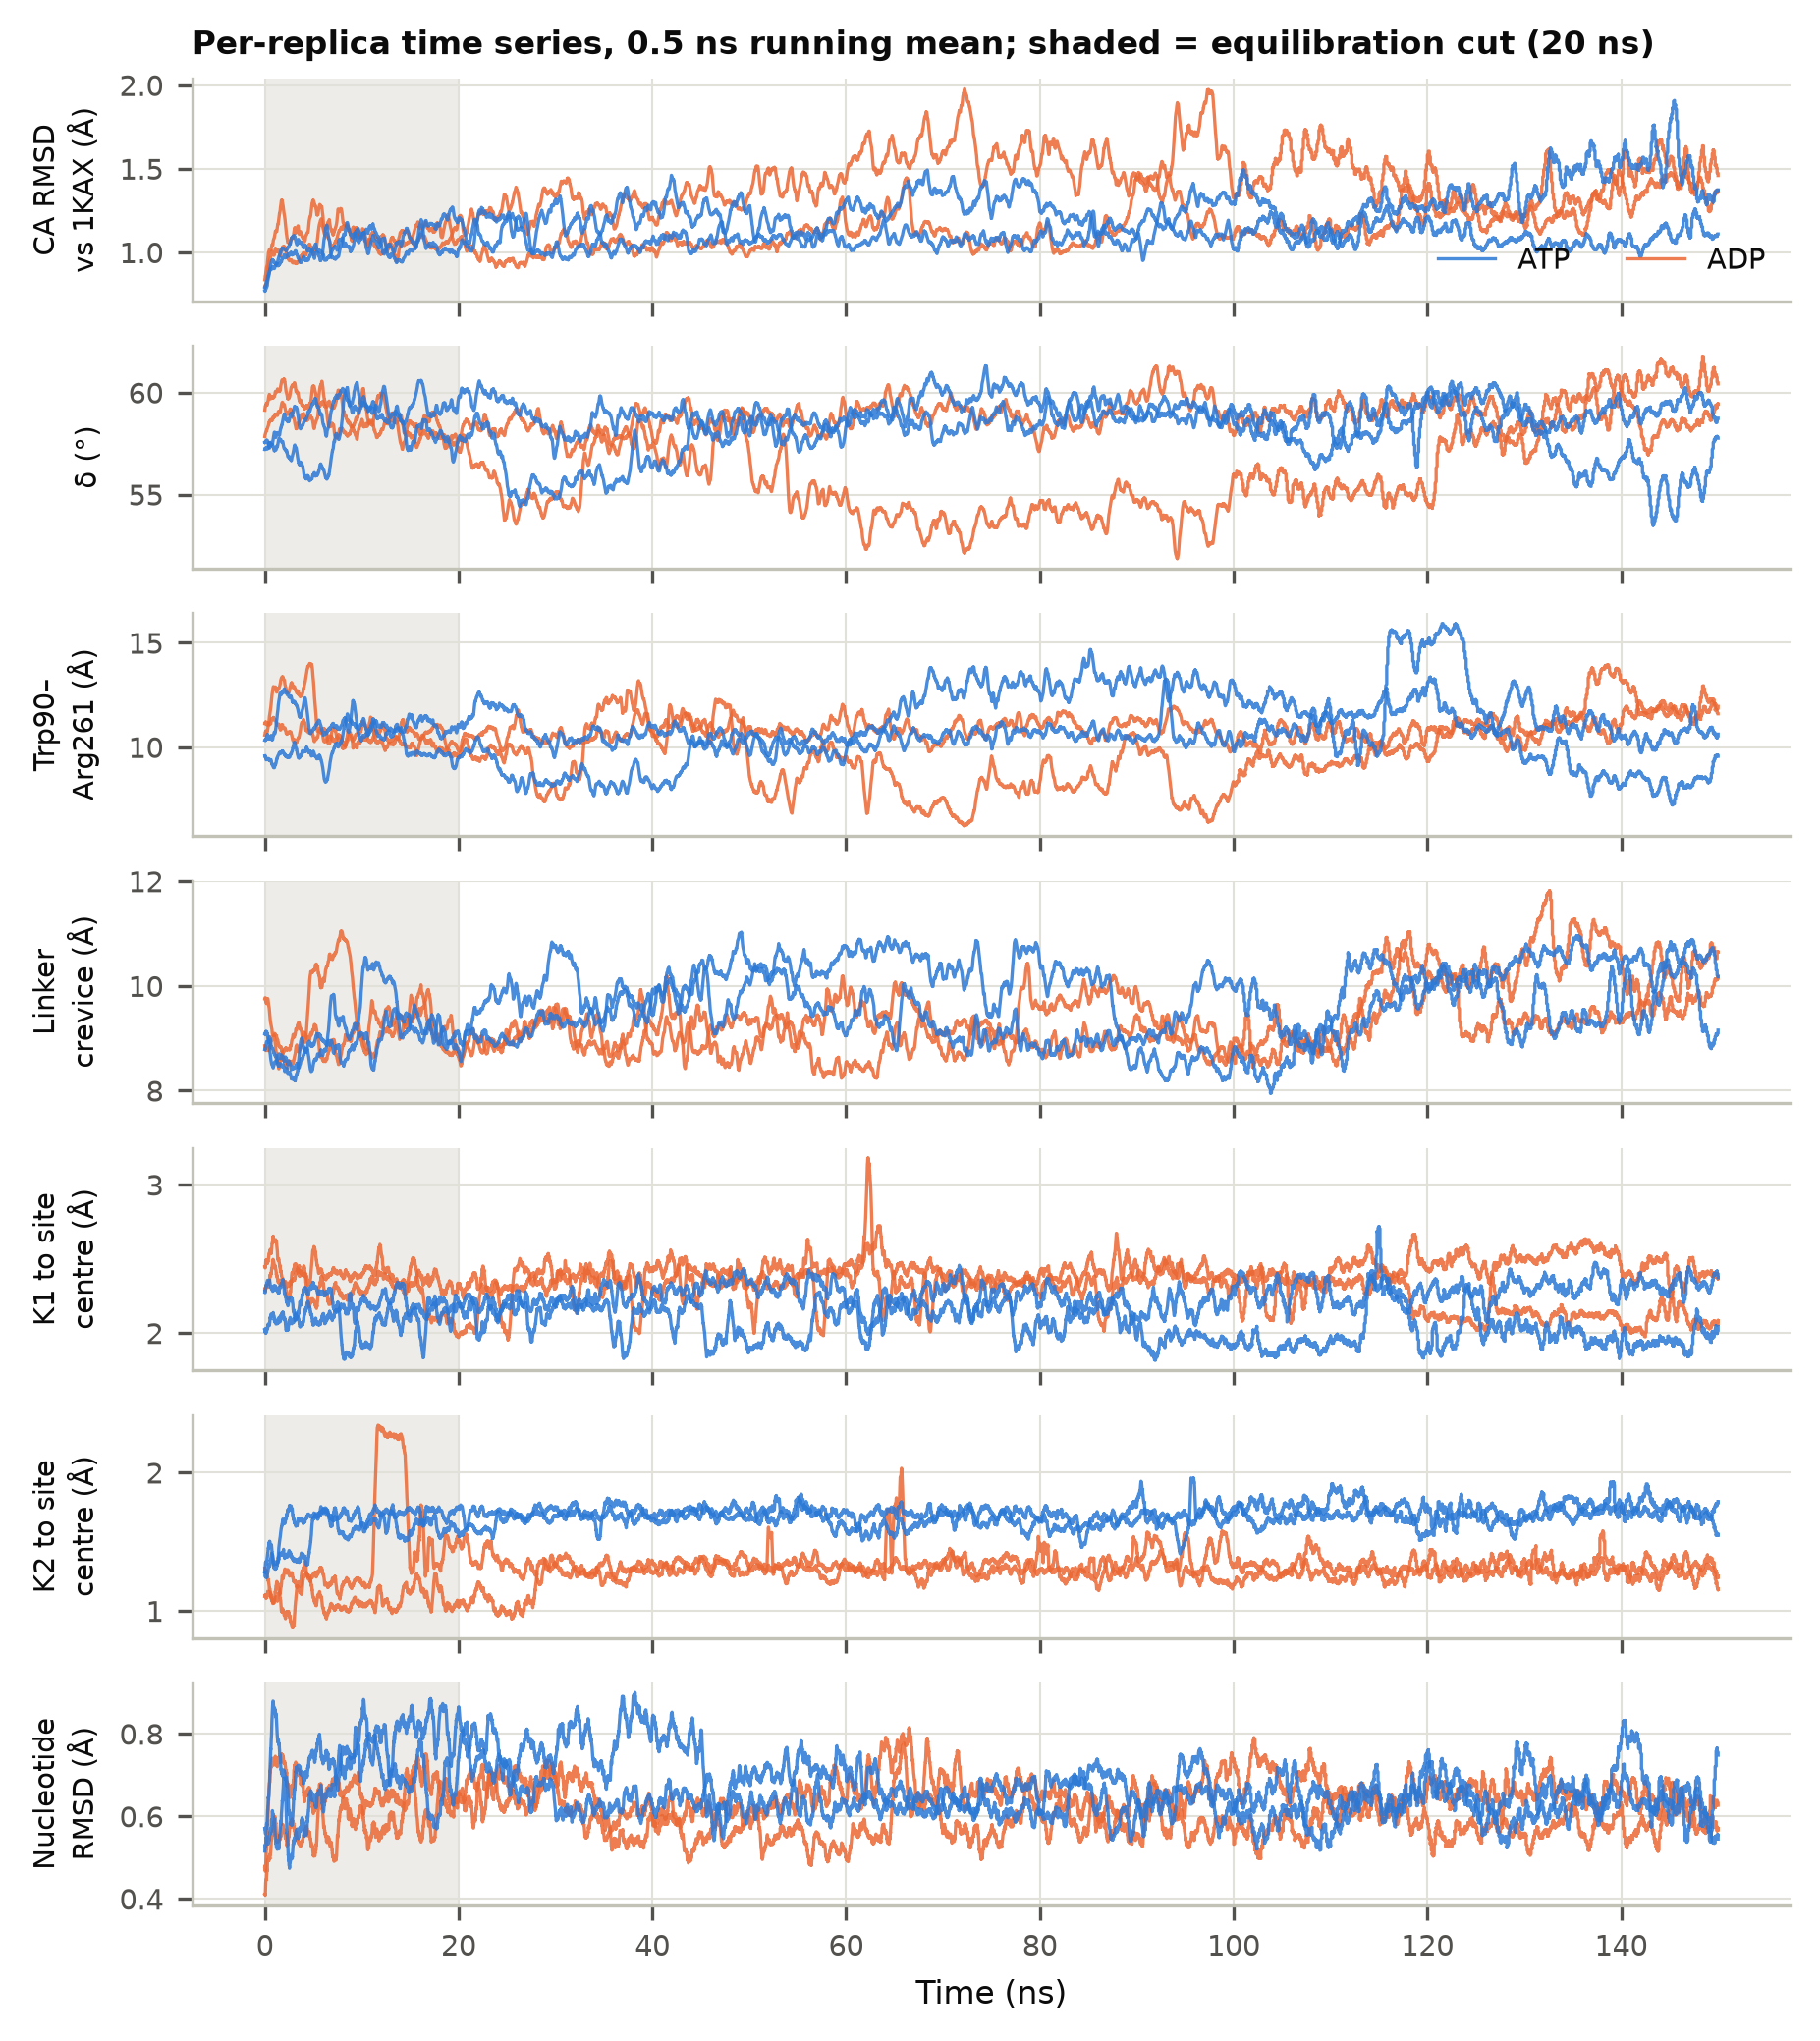 Per-replica time series, 0.5 ns running mean; shaded = equilibration cut (20 ns)
CA RMSD
vs 1KAX (Å)
2.0
1.5
1.0
ATP
ADP
δ (°)
60
55
Trp90–
Arg261 (Å)
15
10
Linker
crevice (Å)
12
10
8
K1 to site
centre (Å)
3
2
K2 to site
centre (Å)
2
1
Nucleotide
RMSD (Å)
0.8
0.6
0.4
0 20 40 60 80 100 120 140
Time (ns)